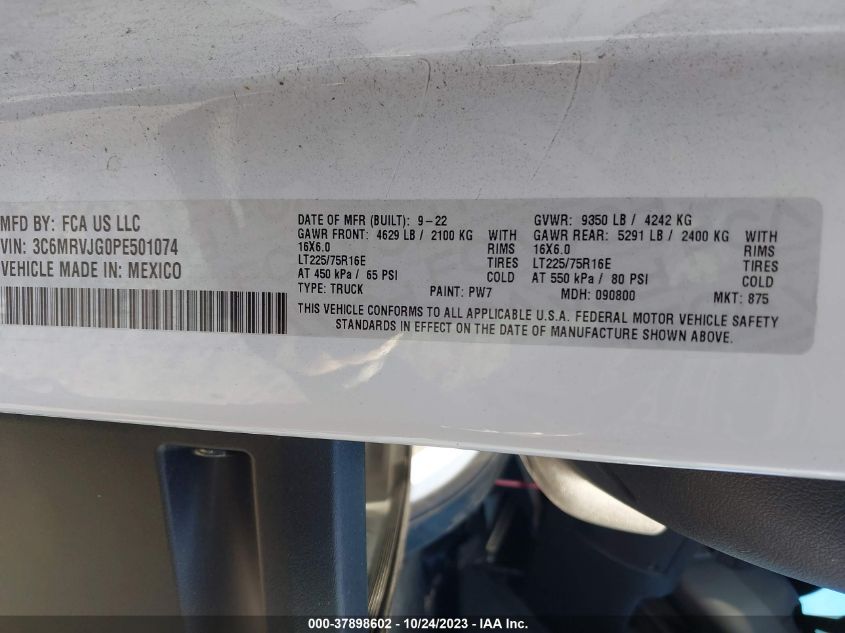 MFD BY: FCA US LLC
VIN: 3C6MRVJG0PE501074
VEHICLE MADE IN: MEXICO
DATE OF MFR (BUILT): 9-22 GVWR: 9350 LB / 4242 KG
GAWR FRONT: 4629 LB / 2100 KG WITH GAWR REAR: 5291 LB / 2400 KG WITH
16X6.0 RIMS 16X6.0 RIMS
LT225/75R16E TIRES LT225/75R16E TIRES
AT 450 kPa / 65 PSI COLD AT 550 kPa / 80 PSI COLD
TYPE: TRUCK PAINT: PW7 MDH: 090800 MKT: 875
THIS VEHICLE CONFORMS TO ALL APPLICABLE U.S.A. FEDERAL MOTOR VEHICLE SAFETY
STANDARDS IN EFFECT ON THE DATE OF MANUFACTURE SHOWN ABOVE.
000-37898602 - 10/24/2023 - IAA Inc.